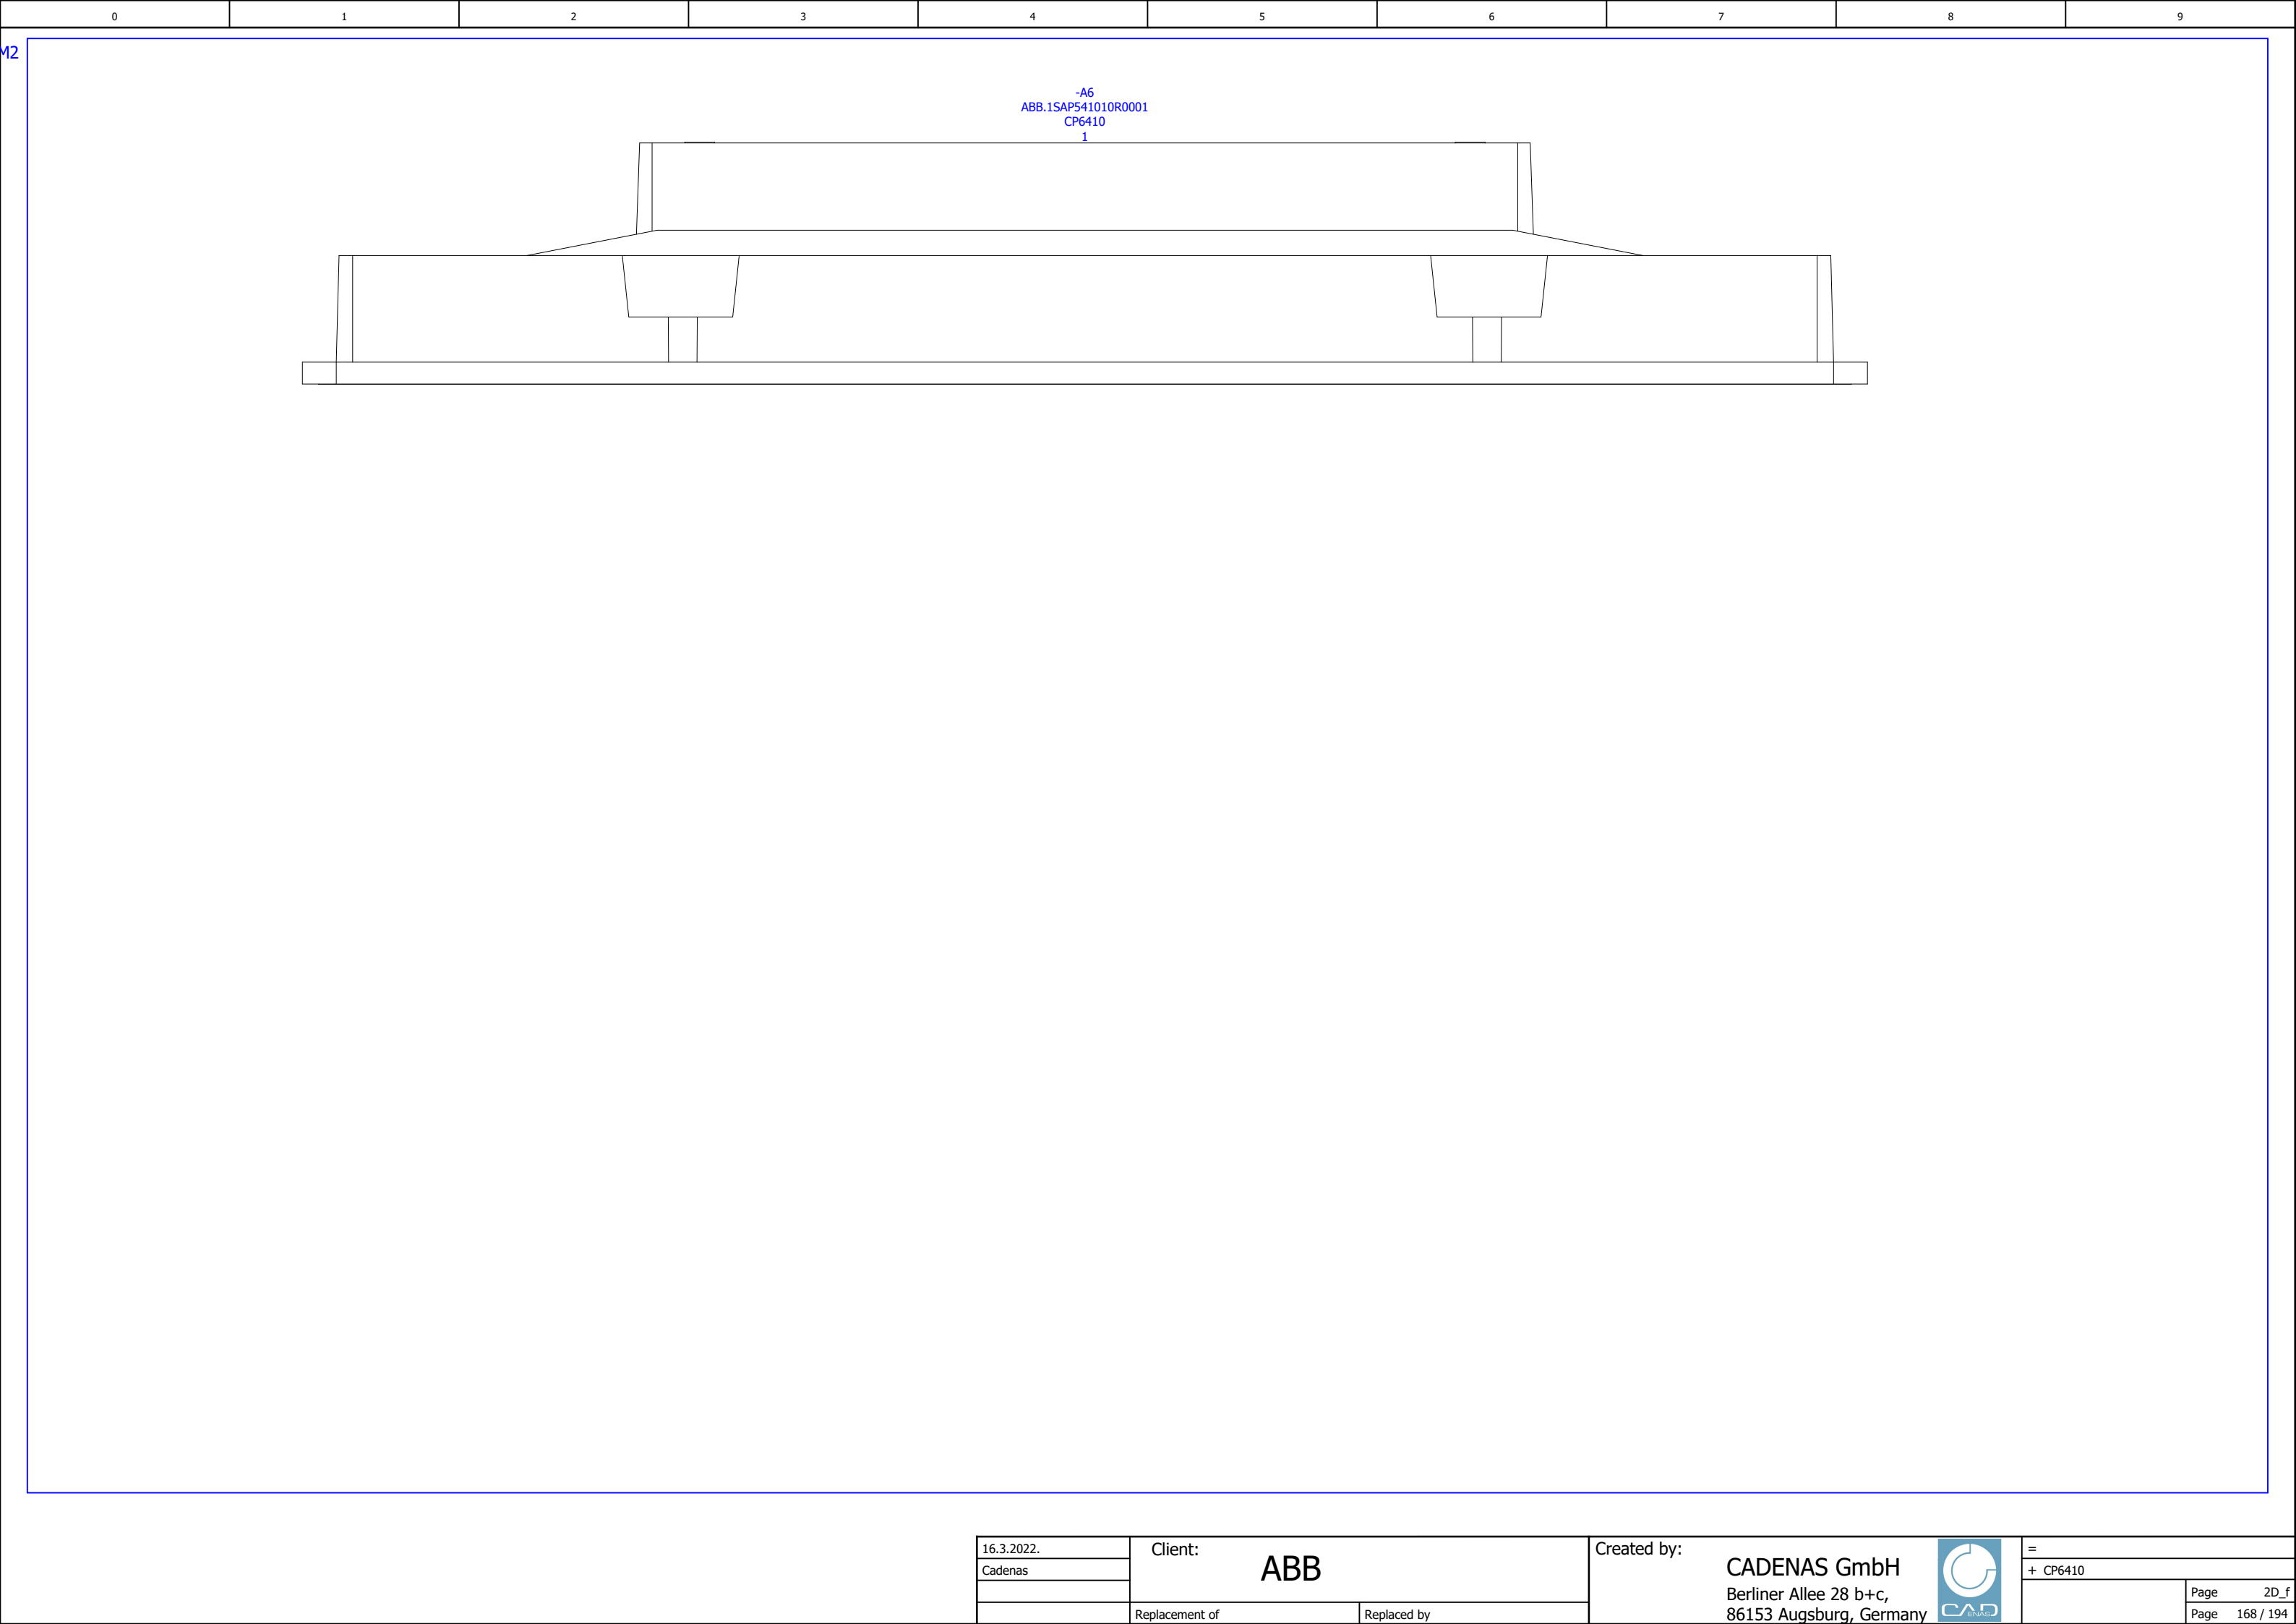 0 1 2 3 4 5 6 7 8 9
M2
-A6
ABB.1SAP541010R0001
CP6410
1
16.3.2022.
Cadenas
Client:
ABB
Replacement of
Replaced by
Created by:
CADENAS GmbH
Berliner Allee 28 b+c,
86153 Augsburg, Germany
CADENAS
=
+ CP6410
Page 2D_f
Page 168 / 194